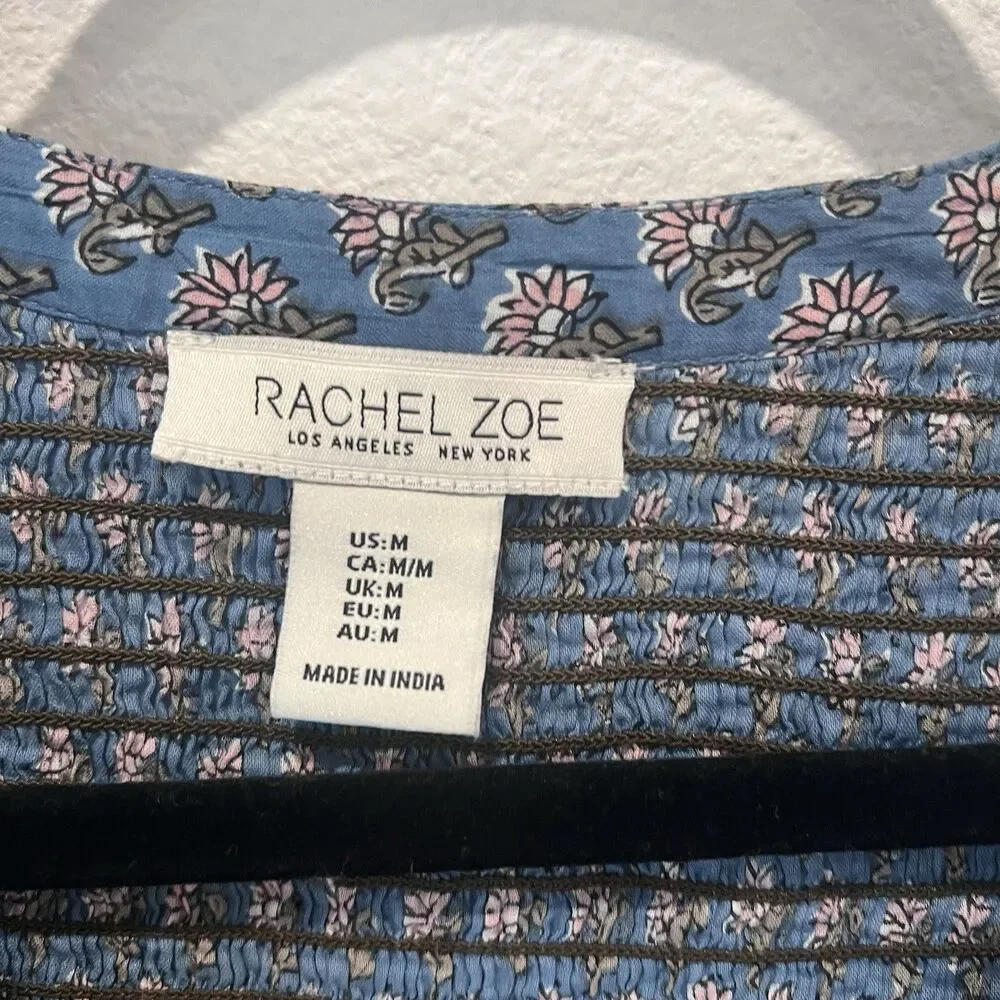 RACHEL ZOE
LOS ANGELES NEW YORK
US:M
CA:M/M
UK:M
EU:M
AU:M
MADE IN INDIA